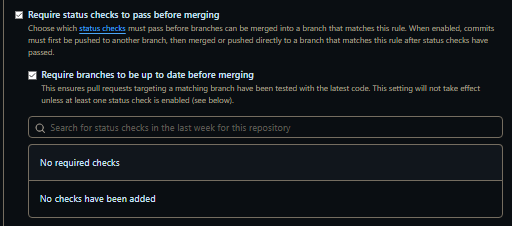 Require status checks to pass before merging
Choose which status checks must pass before branches can be merged into a branch that matches this rule. When enabled, commits
must first be pushed to another branch, then merged or pushed directly to a branch that matches this rule after status checks have
passed.
Require branches to be up to date before merging
This ensures pull requests targeting a matching branch have been tested with the latest code. This setting will not take effect
unless at least one status check is enabled (see below).
Search for status checks in the last week for this repository
No required checks
No checks have been added